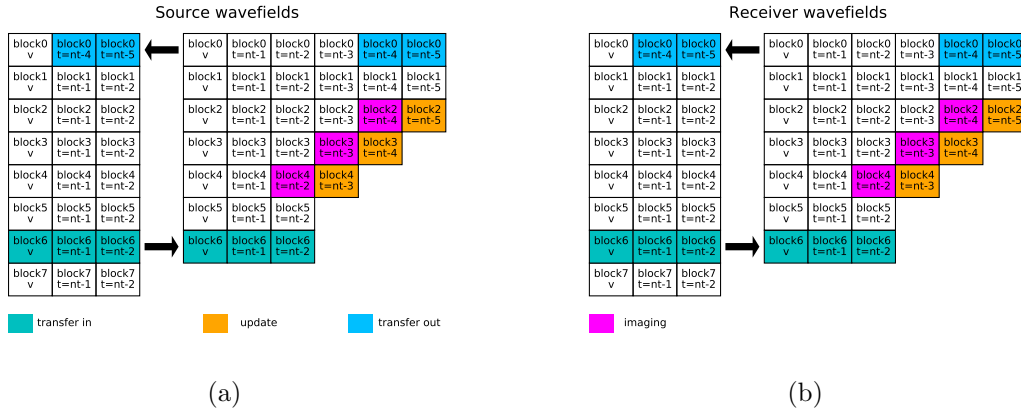 Source wavefields
block0 block0 block0
v t=nt-4 t=nt-5
block1 block1 block1
v t=nt-1 t=nt-2
block2 block2 block2
v t=nt-1 t=nt-2
block3 block3 block3
v t=nt-1 t=nt-2
block4 block4 block4
v t=nt-1 t=nt-2
block5 block5 block5
v t=nt-1 t=nt-2
block6 block6 block6
v t=nt-1 t=nt-2
block7 block7 block7
v t=nt-1 t=nt-2
block0 block0 block0 block0 block0 block0
v t=nt-1 t=nt-2 t=nt-3 t=nt-4 t=nt-5
block1 block1 block1 block1 block1 block1
v t=nt-1 t=nt-2 t=nt-3 t=nt-4 t=nt-5
block2 block2 block2 block2 block2 block2
v t=nt-1 t=nt-2 t=nt-3 t=nt-4 t=nt-5
block3 block3 block3 block3 block3
v t=nt-1 t=nt-2 t=nt-3 t=nt-4
block4 block4 block4 block4
v t=nt-1 t=nt-2 t=nt-3
block5 block5 block5
v t=nt-1 t=nt-2
block6 block6 block6
v t=nt-1 t=nt-2
transfer in
update
transfer out
(a)
Receiver wavefields
block0 block0 block0
v t=nt-4 t=nt-5
block1 block1 block1
v t=nt-1 t=nt-2
block2 block2 block2
v t=nt-1 t=nt-2
block3 block3 block3
v t=nt-1 t=nt-2
block4 block4 block4
v t=nt-1 t=nt-2
block5 block5 block5
v t=nt-1 t=nt-2
block6 block6 block6
v t=nt-1 t=nt-2
block7 block7 block7
v t=nt-1 t=nt-2
block0 block0 block0 block0 block0 block0
v t=nt-1 t=nt-2 t=nt-3 t=nt-4 t=nt-5
block1 block1 block1 block1 block1 block1
v t=nt-1 t=nt-2 t=nt-3 t=nt-4 t=nt-5
block2 block2 block2 block2 block2 block2
v t=nt-1 t=nt-2 t=nt-3 t=nt-4 t=nt-5
block3 block3 block3 block3 block3
v t=nt-1 t=nt-2 t=nt-3 t=nt-4
block4 block4 block4 block4
v t=nt-1 t=nt-2 t=nt-3
block5 block5 block5
v t=nt-1 t=nt-2
block6 block6 block6
v t=nt-1 t=nt-2
imaging
(b)